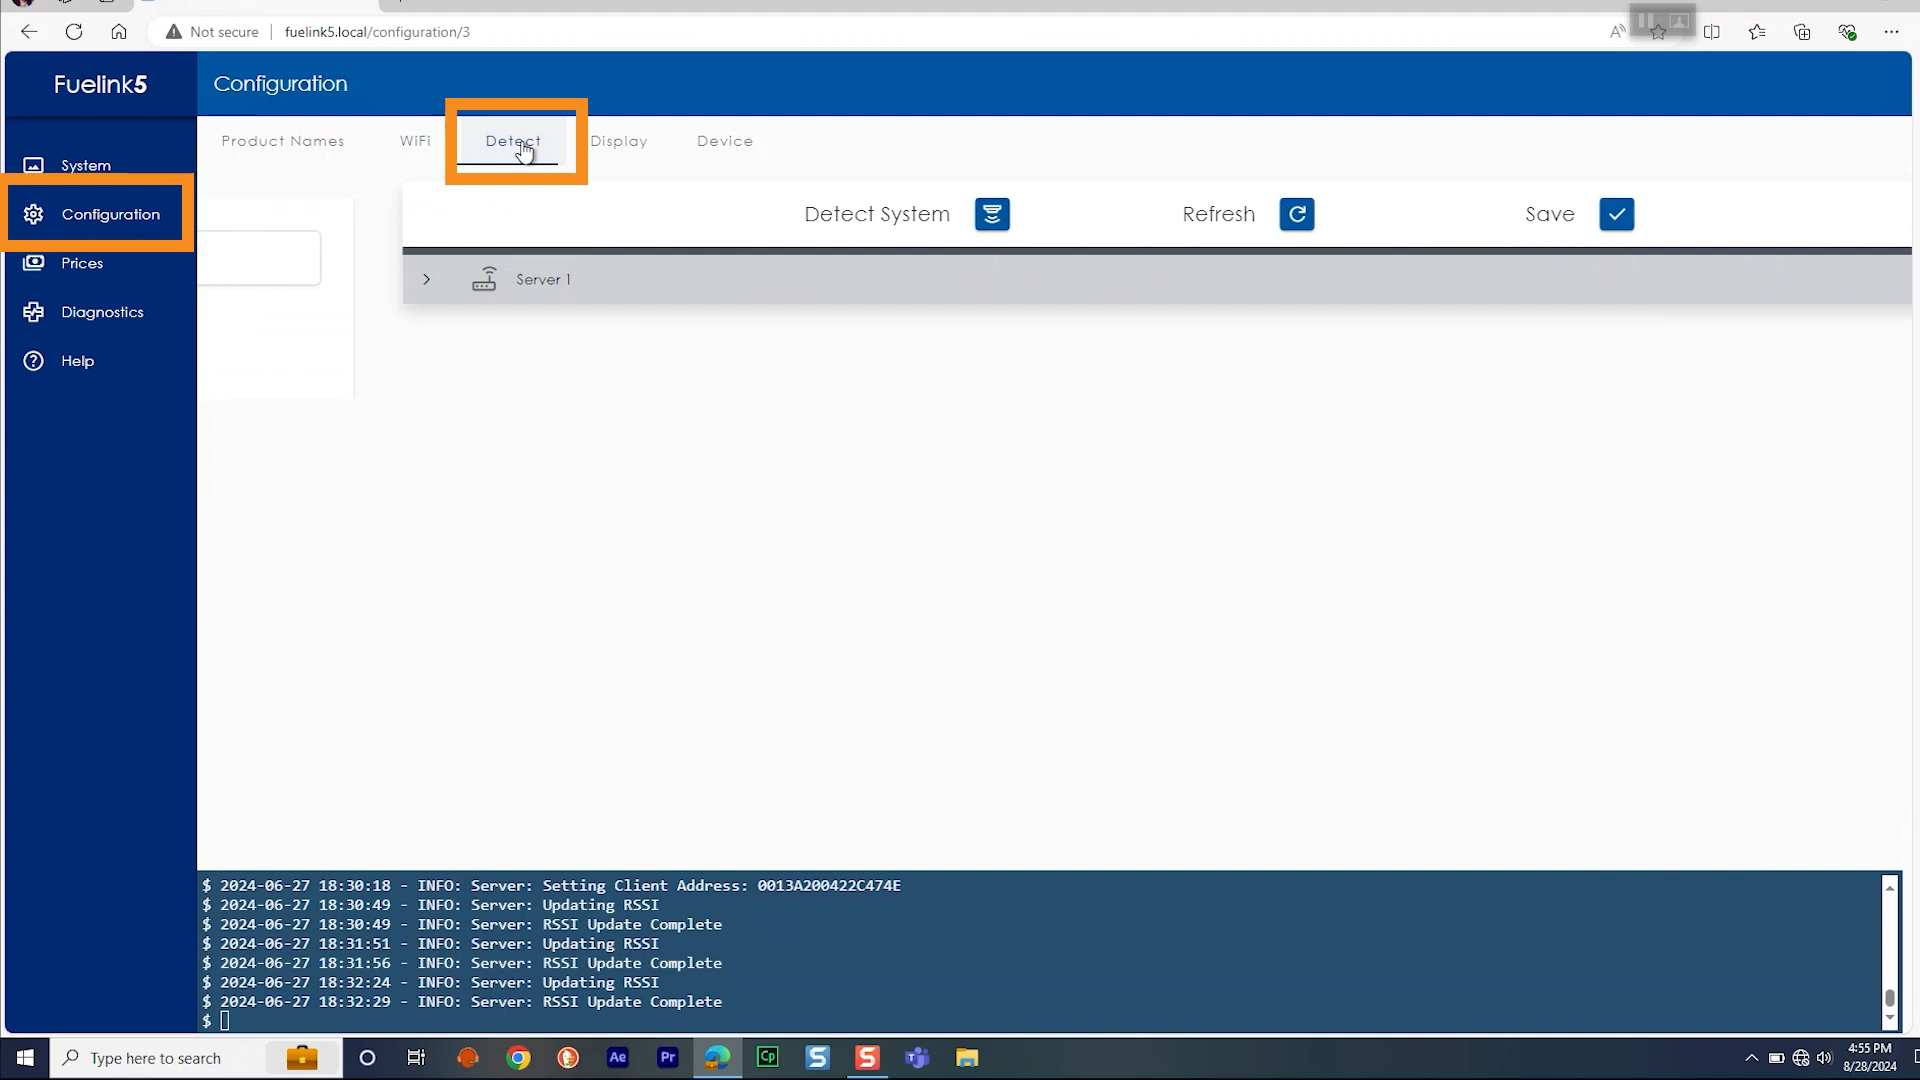 Not secure
fuelink5.local/configuration/3
Fuelink5
Configuration
Product Names
WiFi
Detect
Display
Device
System
Configuration
Prices
Diagnostics
Help
Detect System
Refresh
Save
Server 1
$ 2024-06-27 18:30:18 - INFO: Server: Setting Client Address: 0013A200422C474E
$ 2024-06-27 18:30:49 - INFO: Server: Updating RSSI
$ 2024-06-27 18:30:49 - INFO: Server: RSSI Update Complete
$ 2024-06-27 18:31:51 - INFO: Server: Updating RSSI
$ 2024-06-27 18:31:56 - INFO: Server: RSSI Update Complete
$ 2024-06-27 18:32:24 - INFO: Server: Updating RSSI
$ 2024-06-27 18:32:29 - INFO: Server: RSSI Update Complete
$
Type here to search
Ae
Pr
Cp
S
S
4:55 PM
8/28/2024